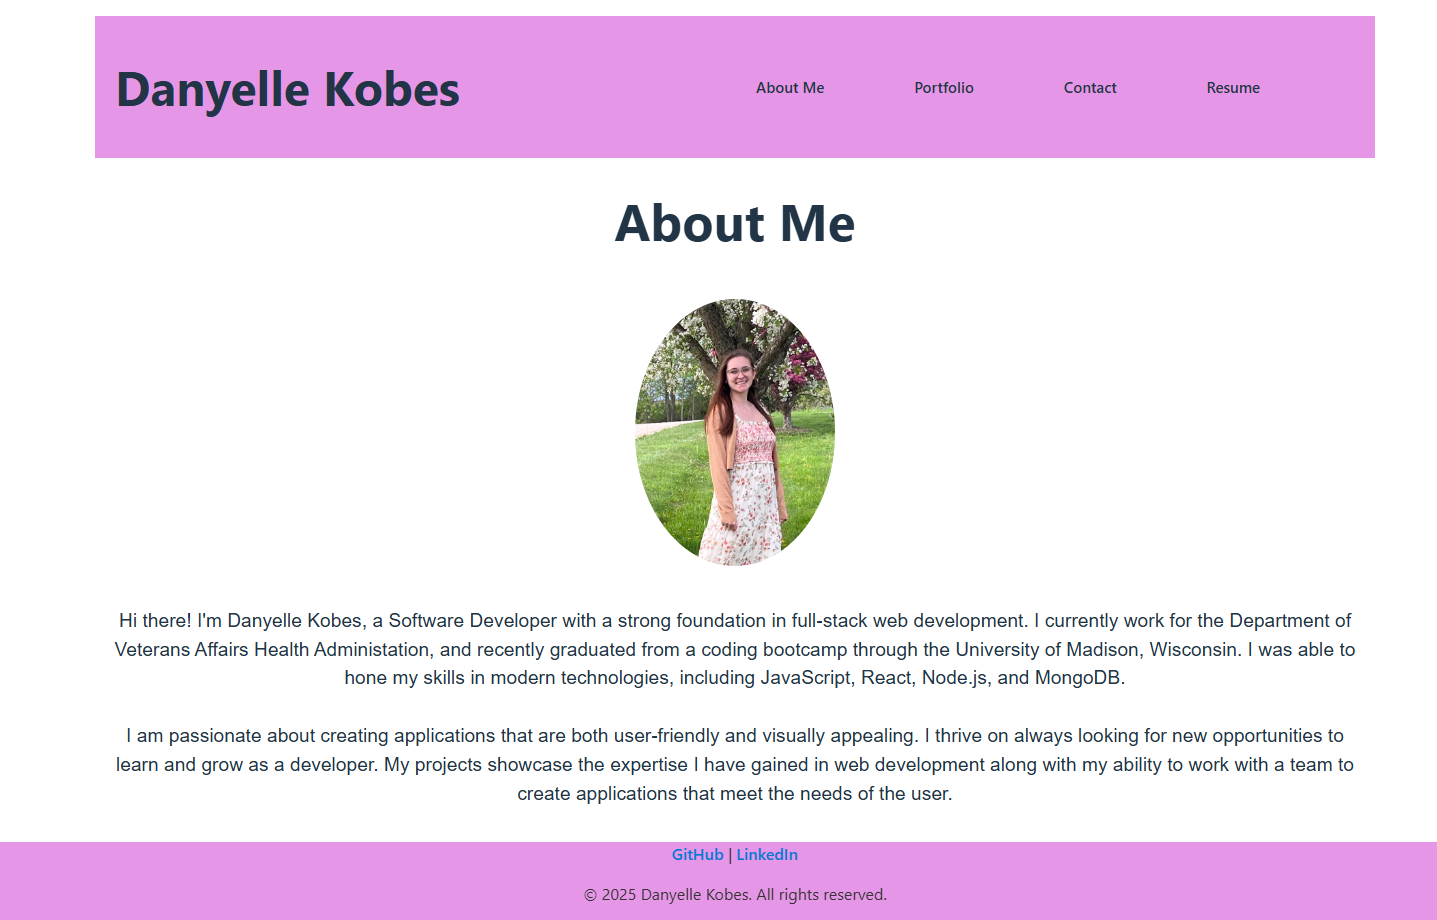 Danyelle Kobes
About Me
Portfolio
Contact
Resume
About Me
Hi there! I'm Danyelle Kobes, a Software Developer with a strong foundation in full-stack web development. I currently work for the Department of
Veterans Affairs Health Administation, and recently graduated from a coding bootcamp through the University of Madison, Wisconsin. I was able to
hone my skills in modern technologies, including JavaScript, React, Node.js, and MongoDB.
I am passionate about creating applications that are both user-friendly and visually appealing. I thrive on always looking for new opportunities to
learn and grow as a developer. My projects showcase the expertise I have gained in web development along with my ability to work with a team to
create applications that meet the needs of the user.
GitHub | LinkedIn
© 2025 Danyelle Kobes. All rights reserved.